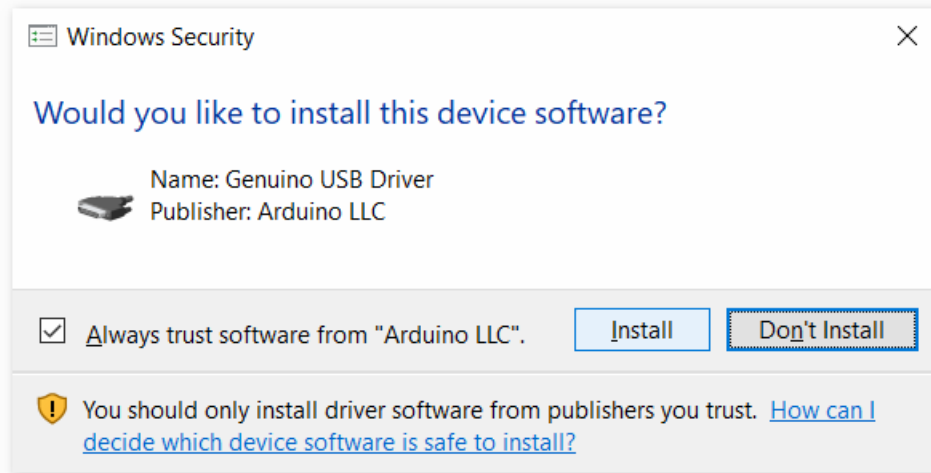 Windows Security
Would you like to install this device software?
Name: Genuino USB Driver
Publisher: Arduino LLC
Always trust software from "Arduino LLC".
Install
Don't Install
You should only install driver software from publishers you trust. How can I
decide which device software is safe to install?